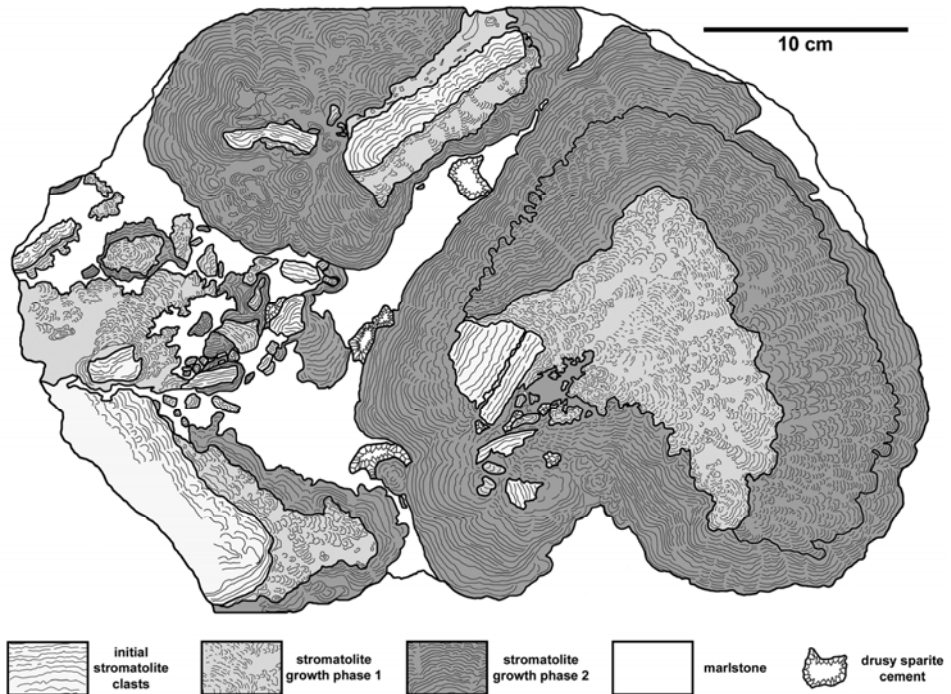 10 cm
initial
stromatolite
clasts
stromatolite
growth phase 1
stromatolite
growth phase 2
marlstone
drusy sparite
cement